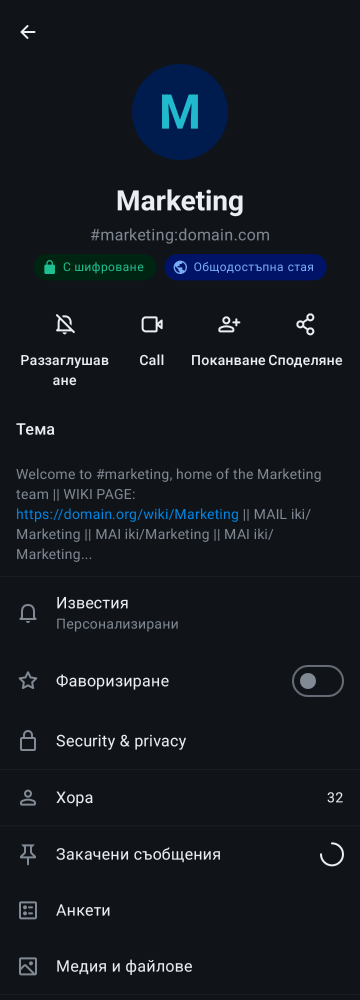 M
Marketing
#marketing:domain.com
С шифроване
Общодостъпна стая
Раззаглушав
ане
Call
Поканване
Споделяне
Тема
Welcome to #marketing, home of the Marketing
team || WIKI PAGE:
https://domain.org/wiki/Marketing || MAIL iki/
Marketing || MAI iki/Marketing || MAI iki/
Marketing...
Известия
Персонализирани
Фаворизиране
Security & privacy
Хора
32
Закачени съобщения
Анкети
Медия и файлове